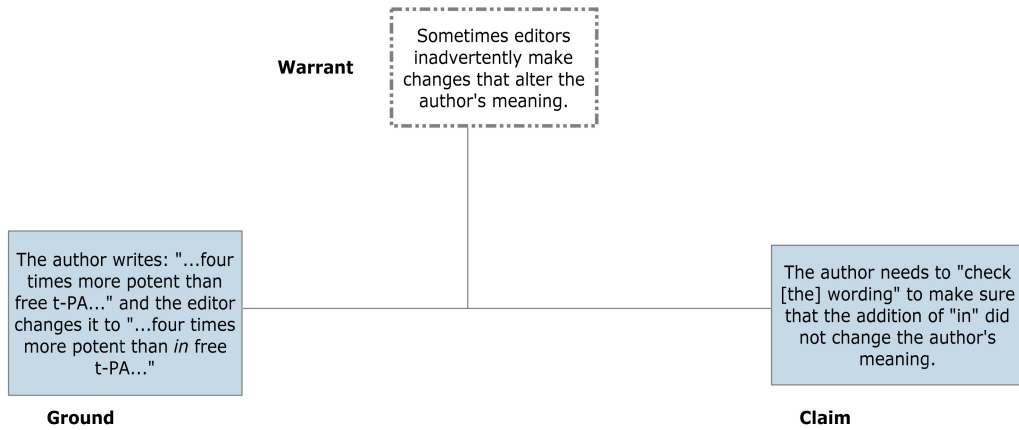 Warrant
Sometimes editors
inadvertently make
changes that alter the
author's meaning.
The author writes: "...four
times more potent than
free t-PA..." and the editor
changes it to "...four times
more potent than in free
t-PA..."
Ground
The author needs to "check
[the] wording" to make sure
that the addition of "in" did
not change the author's
meaning.
Claim